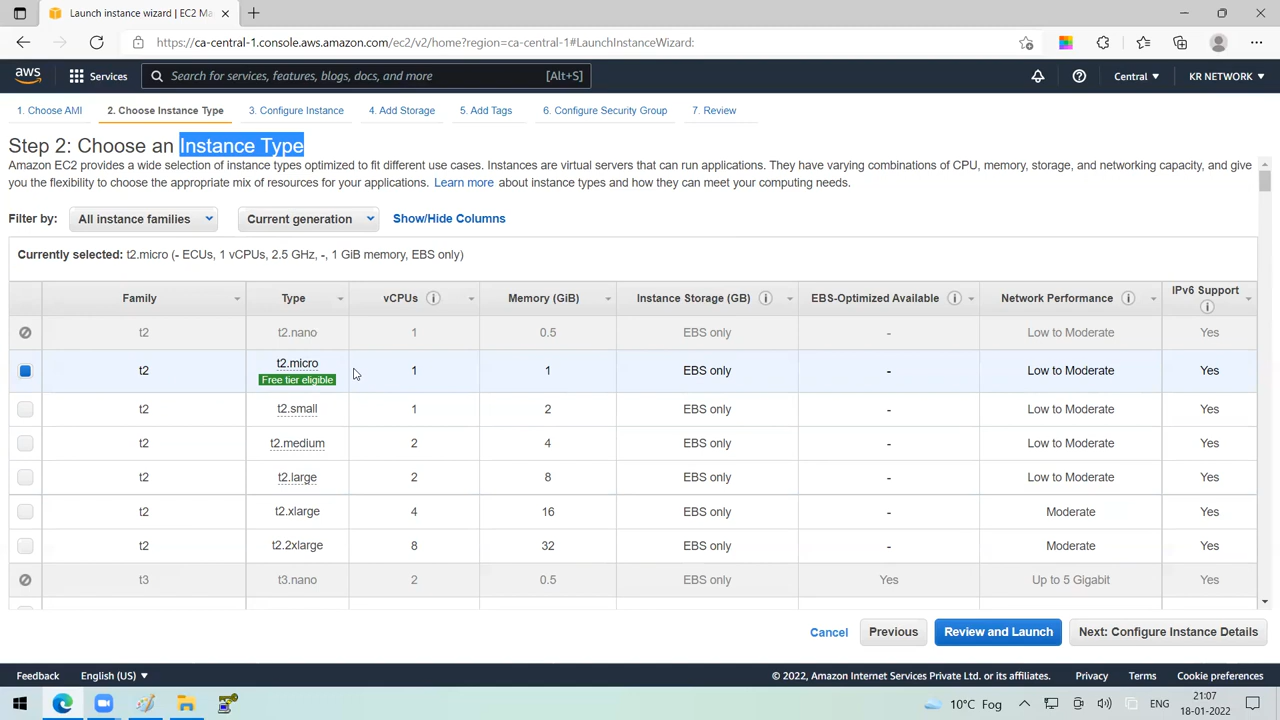 Launch instance wizard | EC2 Ma
https://ca-central-1.console.aws.amazon.com/ec2/v2/home?region=ca-central-1#LaunchInstanceWizard:
aws Services Search for services, features, blogs, docs, and more [Alt+S] Central KR NETWORK
1. Choose AMI 2. Choose Instance Type 3. Configure Instance 4. Add Storage 5. Add Tags 6. Configure Security Group 7. Review
Step 2: Choose an Instance Type
Amazon EC2 provides a wide selection of instance types optimized to fit different use cases. Instances are virtual servers that can run applications. They have varying combinations of CPU, memory, storage, and networking capacity, and give
you the flexibility to choose the appropriate mix of resources for your applications. Learn more about instance types and how they can meet your computing needs.
Filter by: All instance families Current generation Show/Hide Columns
Currently selected: t2.micro (- ECUs, 1 vCPUs, 2.5 GHz, -, 1 GiB memory, EBS only)
Family Type vCPUs Memory (GiB) Instance Storage (GB) EBS-Optimized Available Network Performance IPv6 Support
t2 t2.nano 1 0.5 EBS only - Low to Moderate Yes
t2 t2.micro 1 1 EBS only - Low to Moderate Yes
Free tier eligible
t2 t2.small 1 2 EBS only - Low to Moderate Yes
t2 t2.medium 2 4 EBS only - Low to Moderate Yes
t2 t2.large 2 8 EBS only - Low to Moderate Yes
t2 t2.xlarge 4 16 EBS only - Moderate Yes
t2 t2.2xlarge 8 32 EBS only - Moderate Yes
t3 t3.nano 2 0.5 EBS only Yes Up to 5 Gigabit Yes
Cancel Previous Review and Launch Next: Configure Instance Details
Feedback English (US) © 2022, Amazon Internet Services Private Ltd. or its affiliates. Privacy Terms Cookie preferences
10°C Fog ENG 21:07
18-01-2022